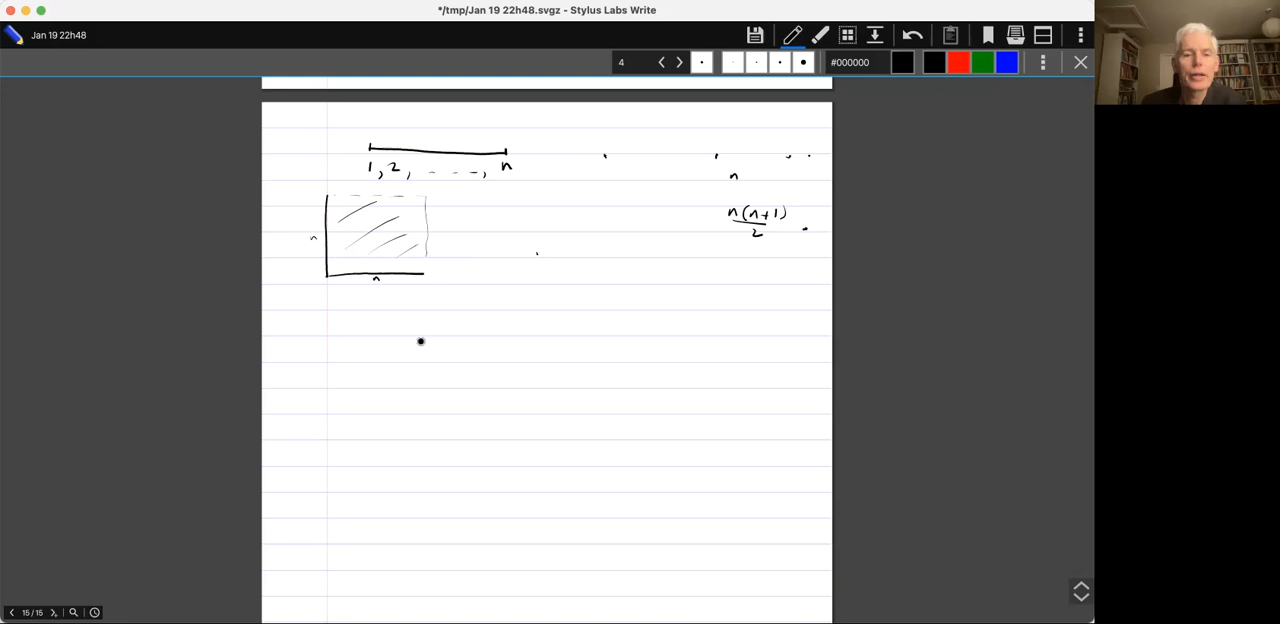 */tmp/Jan 19 22h48.svgz - Stylus Labs Write
Jan 19 22h48
4
#000000
1, 2, - - - -, n
n
n
n(n+1)
2
n
n
15/15